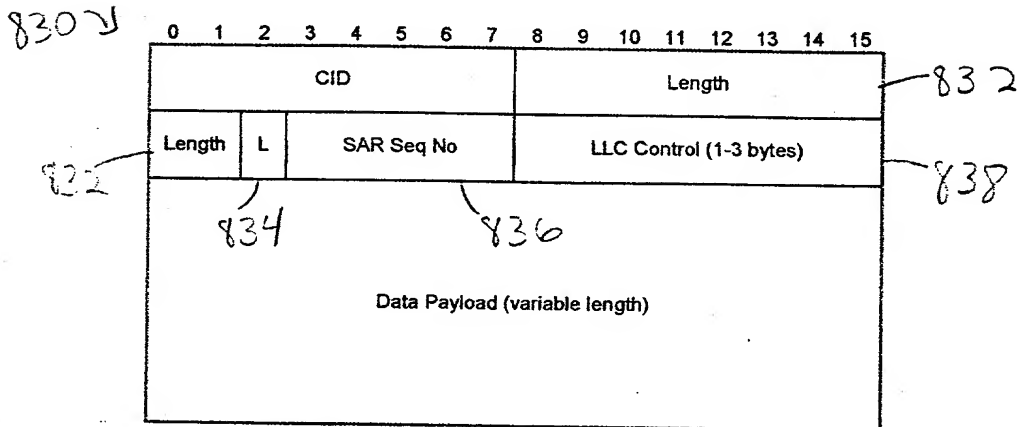 830
0 1 2 3 4 5 6 7 8 9 10 11 12 13 14 15
CID Length 832
Length L SAR Seq No LLC Control (1-3 bytes)
832 838
834 836
Data Payload (variable length)